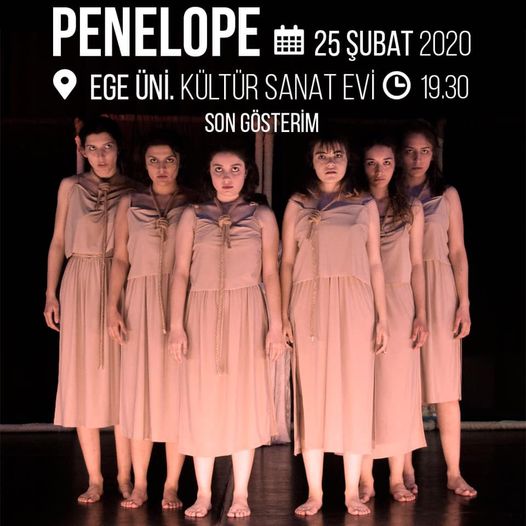 PENELOPE 25 ŞUBAT 2020
EGE ÜNİ. KÜLTÜR SANAT EVİ 19.30
SON GÖSTERİM